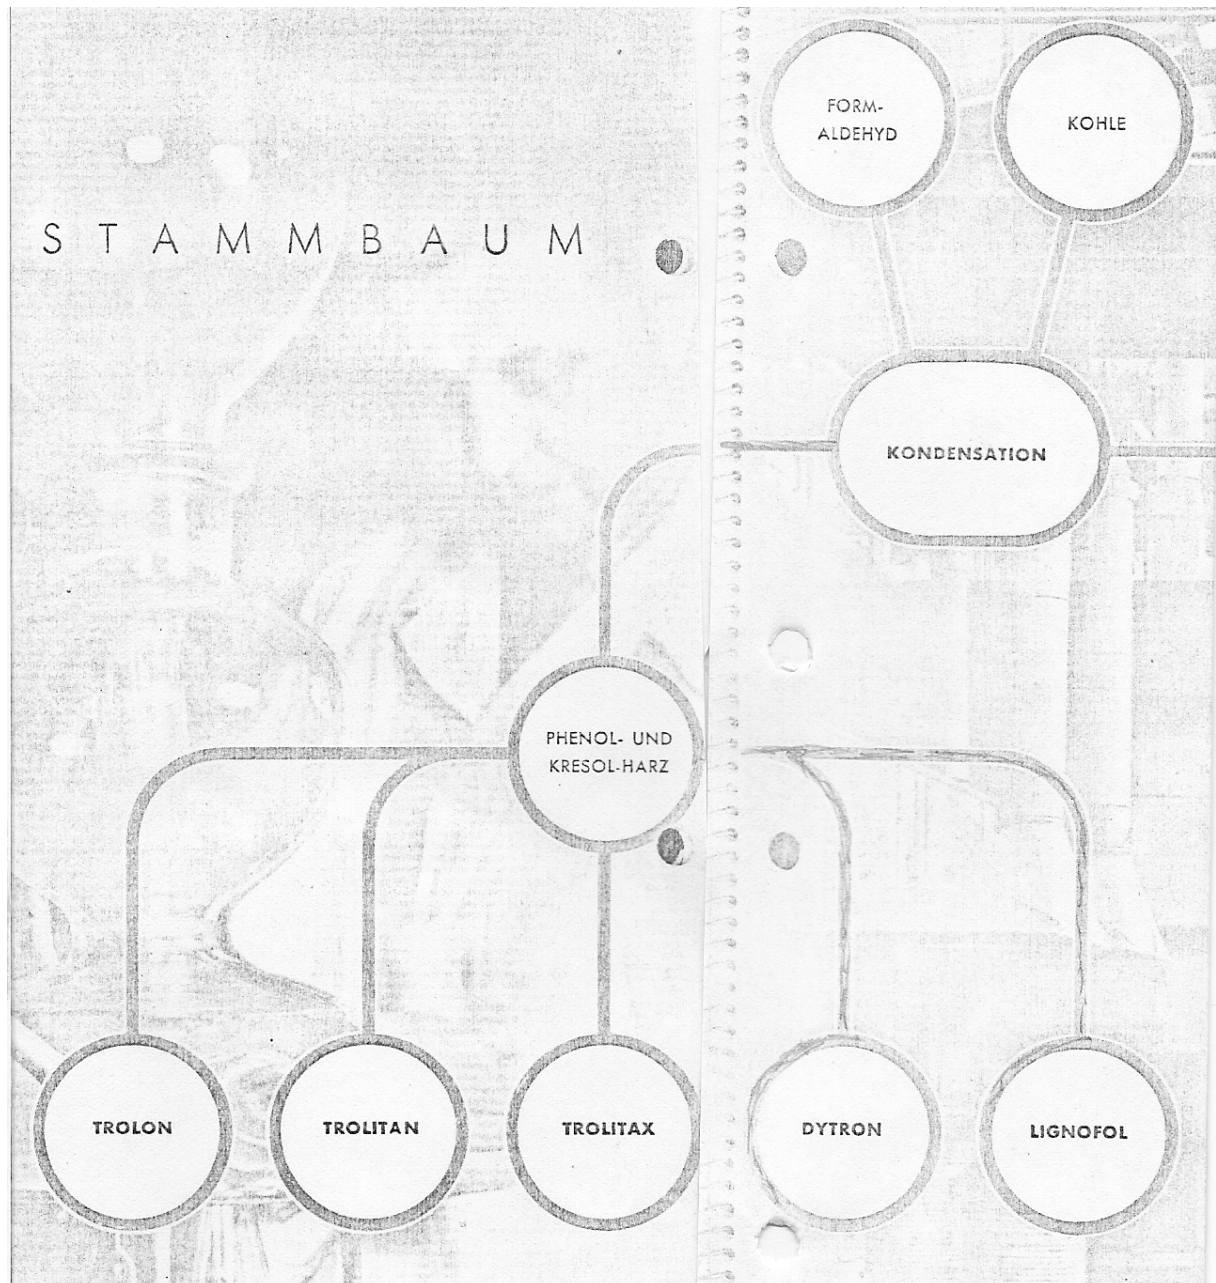 STAMMBAUM
FORM-
ALDEHYD
KOHLE
KONDENSATION
PHENOL- UND
KRESOL-HARZ
TROLON
TROLITAN
TROLITAX
DYTRON
LIGNOFOL